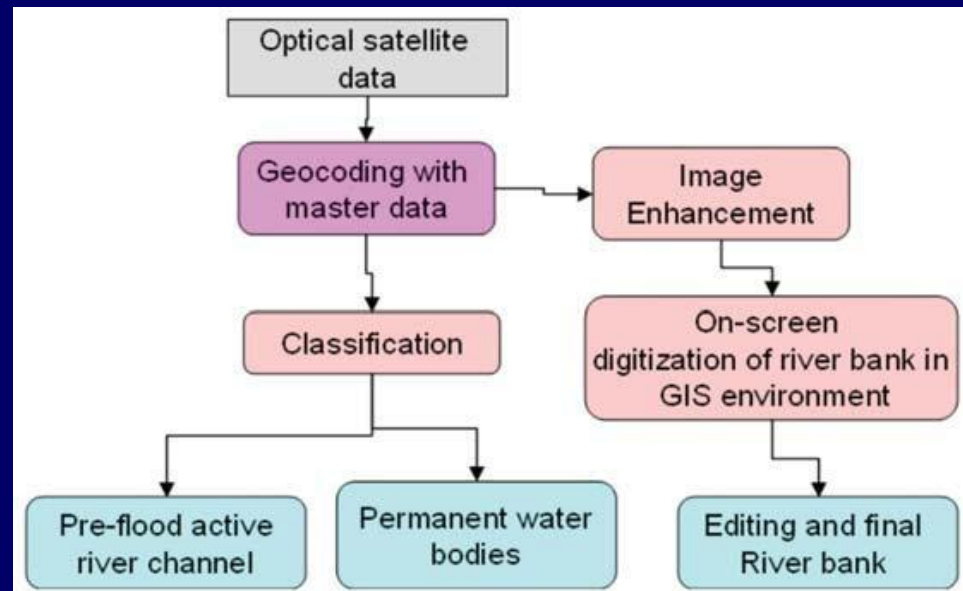 Optical satellite
data
Geocoding with
master data
Image
Enhancement
Classification
On-screen
digitization of river bank in
GIS environment
Pre-flood active
river channel
Permanent water
bodies
Editing and final
River bank